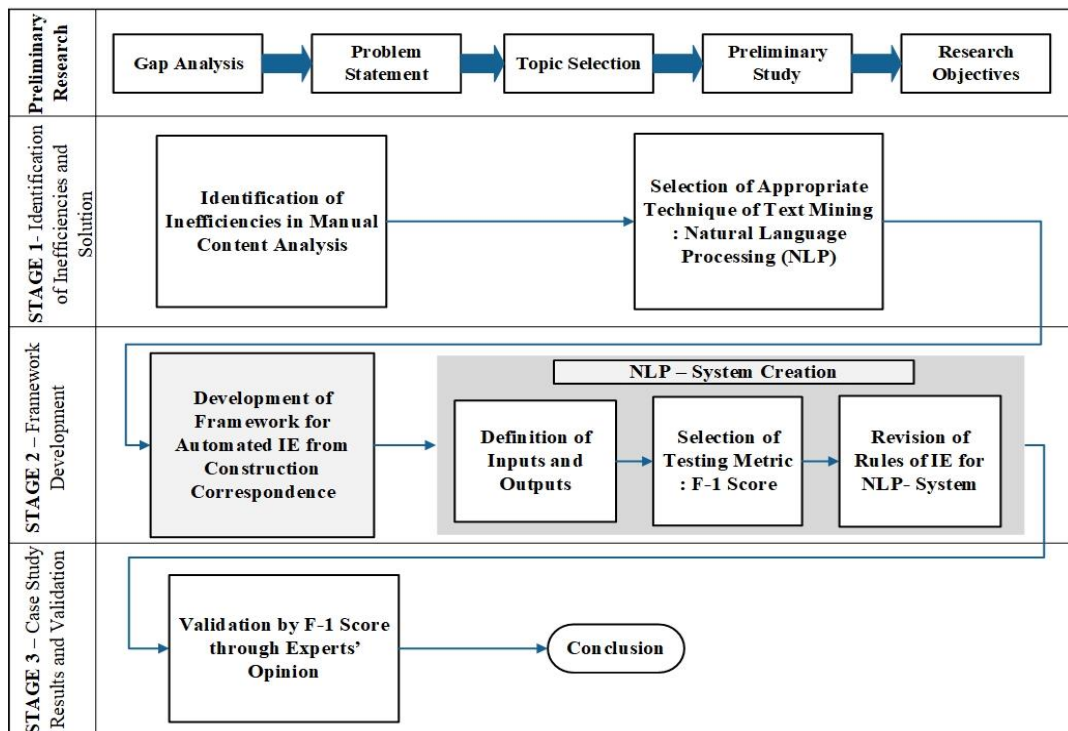 Preliminary
Research
Gap Analysis
Problem
Statement
Topic Selection
Preliminary
Study
Research
Objectives
STAGE 1- Identification
of Inefficiencies and
Solution
Identification of
Inefficiencies in Manual
Content Analysis
Selection of Appropriate
Technique of Text Mining
: Natural Language
Processing (NLP)
STAGE 2 – Framework
Development
Development of
Framework for
Automated IE from
Construction
Correspondence
NLP – System Creation
Definition of
Inputs and
Outputs
Selection of
Testing Metric
: F-1 Score
Revision of
Rules of IE for
NLP- System
STAGE 3 – Case Study
Results and Validation
Validation by F-1 Score
through Experts’
Opinion
Conclusion